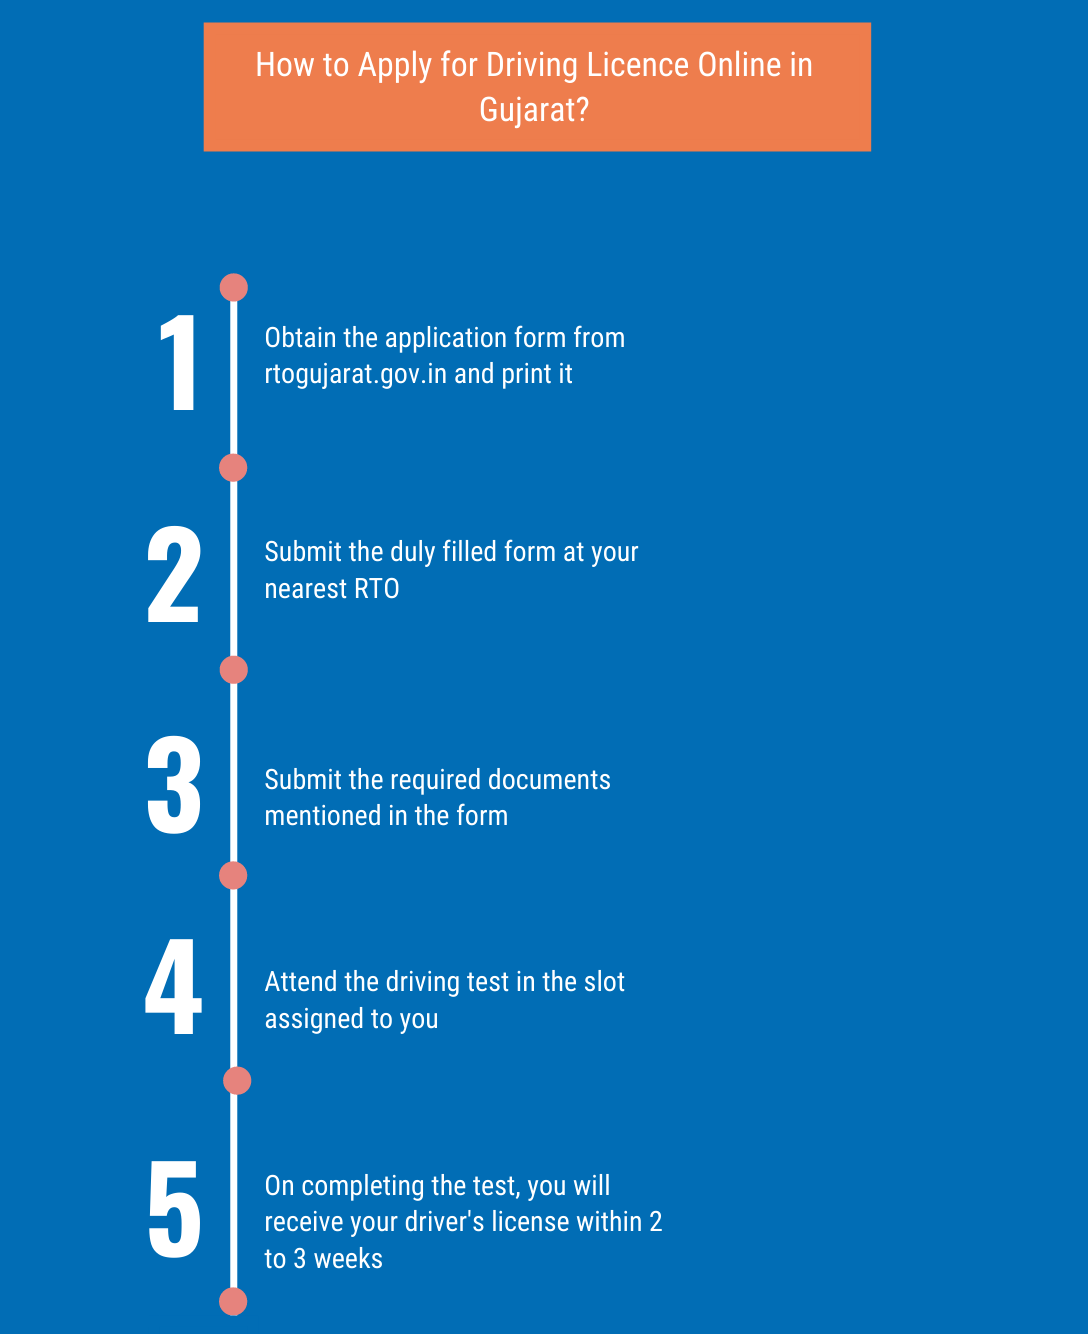 How to Apply for Driving Licence Online in
Gujarat?
1
Obtain the application form from
rtogujarat.gov.in and print it
2
Submit the duly filled form at your
nearest RTO
3
Submit the required documents
mentioned in the form
4
Attend the driving test in the slot
assigned to you
5
On completing the test, you will
receive your driver's license within 2
to 3 weeks